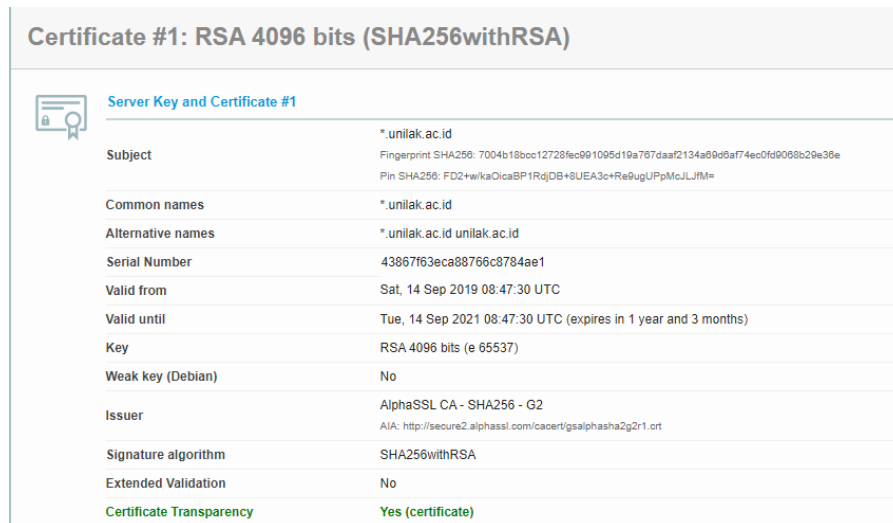 Certificate #1: RSA 4096 bits (SHA256withRSA)
Server Key and Certificate #1
Subject
*.unilak.ac.id
Fingerprint SHA256: 7004b18bcc12728fec991095d19a767daaf2134a69d6af74ec0fd9068b29e36e
Pin SHA256: FD2+w/kaOicaBP1RdjDB+8UEA3c+Re9ugUPpMcJLJfM=
Common names *.unilak.ac.id
Alternative names *.unilak.ac.id unilak.ac.id
Serial Number 43867f63eca88766c8784ae1
Valid from Sat, 14 Sep 2019 08:47:30 UTC
Valid until Tue, 14 Sep 2021 08:47:30 UTC (expires in 1 year and 3 months)
Key RSA 4096 bits (e 65537)
Weak key (Debian) No
Issuer
AlphaSSL CA - SHA256 - G2
AIA: http://secure2.alphassl.com/cacert/gsalphasha2g2r1.crt
Signature algorithm SHA256withRSA
Extended Validation No
Certificate Transparency Yes (certificate)